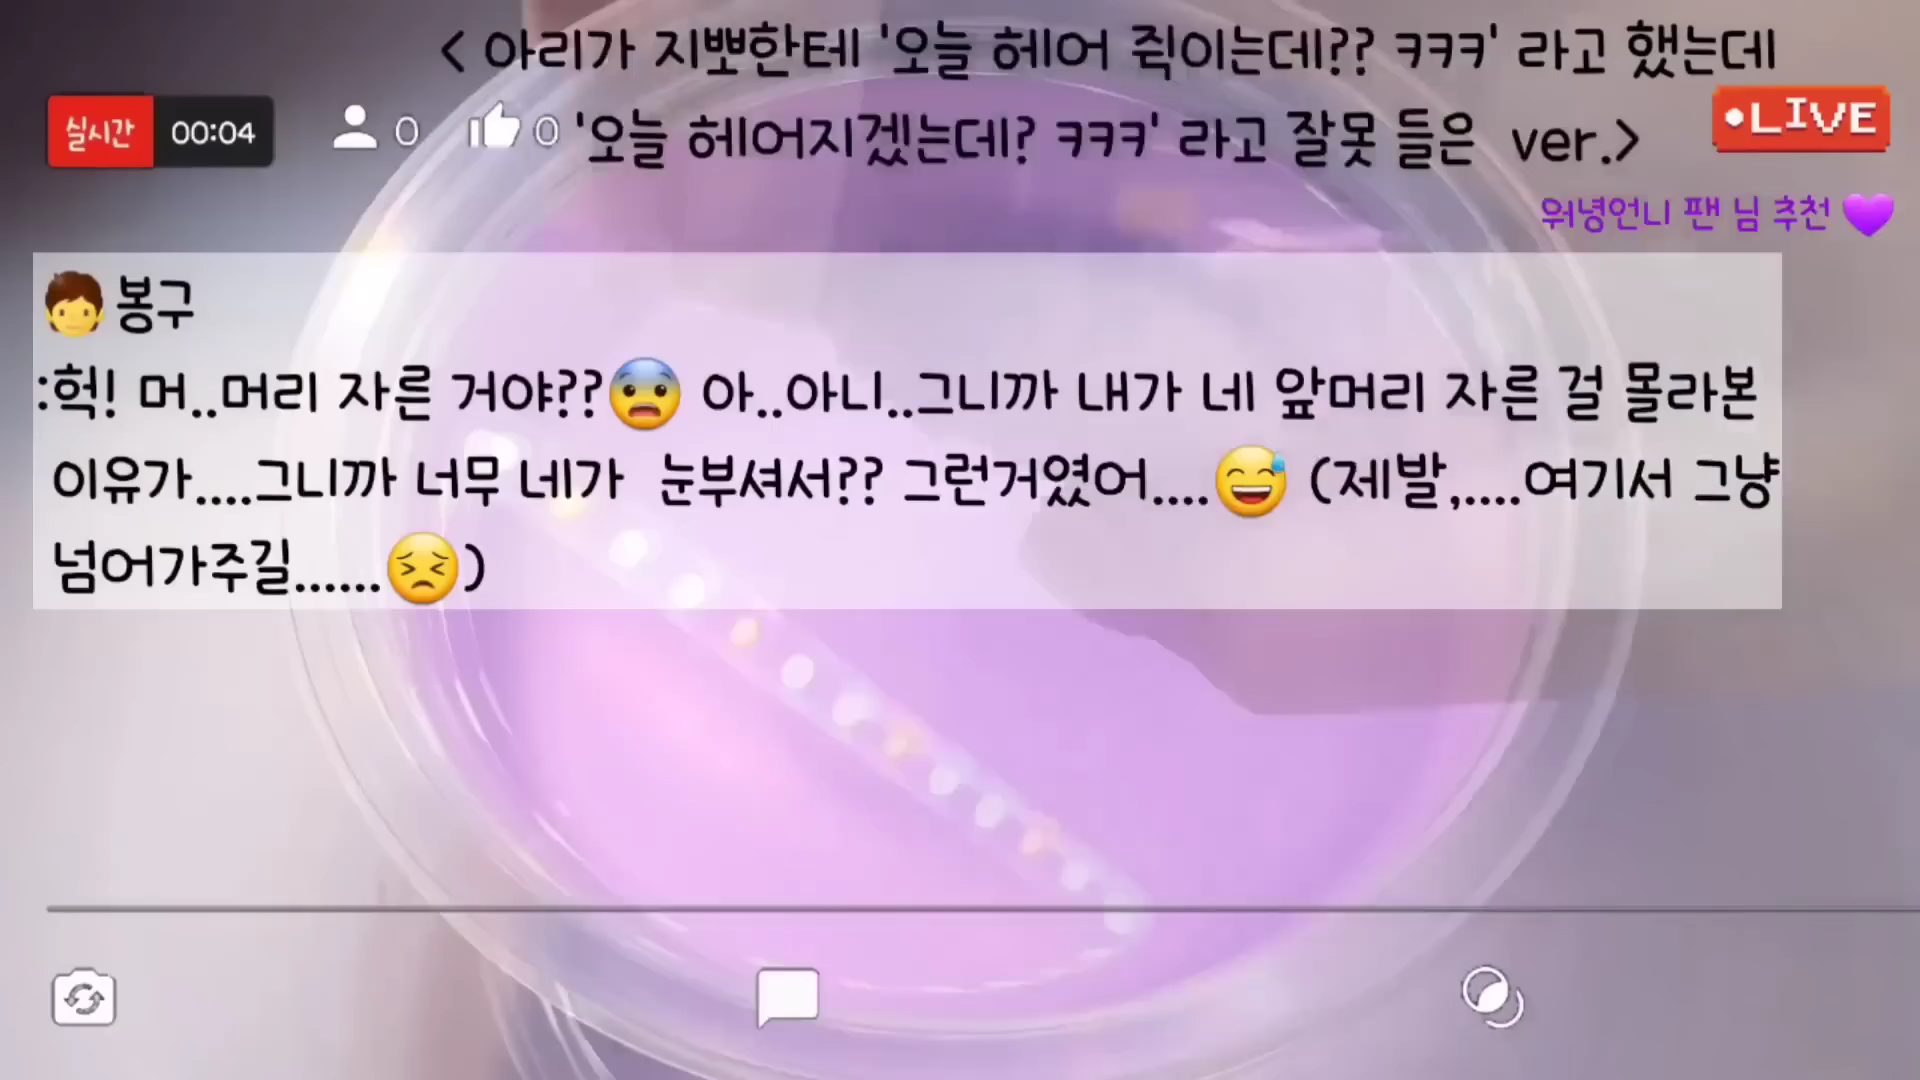 < 아리가 지뽀한테 '오늘 헤어 줙이는데?? ㅋㅋㅋ' 라고 했는데
실시간 00:04 0 0 '오늘 헤어지겠는데? ㅋㅋㅋ' 라고 잘못 들은 ver.>
•LIVE
워녕언니 팬 님 추천 💜
🧑 봉구
:헉! 머..머리 자른 거야??😨 아..아니..그니까 내가 네 앞머리 자른 걸 몰라본
이유가....그니까 너무 네가 눈부셔서?? 그런거였어....😅 (제발,....여기서 그냥
넘어가주길......😣)